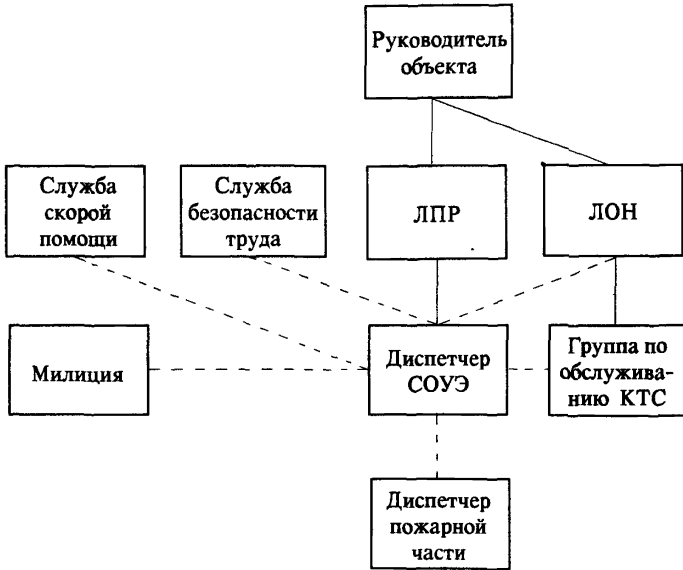 Руководитель
объекта
Служба
скорой
помощи
Служба
безопасности
труда
ЛПР
ЛОН
Милиция
Диспетчер
СОУЭ
Группа по
обслужива-
нию КТС
Диспетчер
пожарной
части